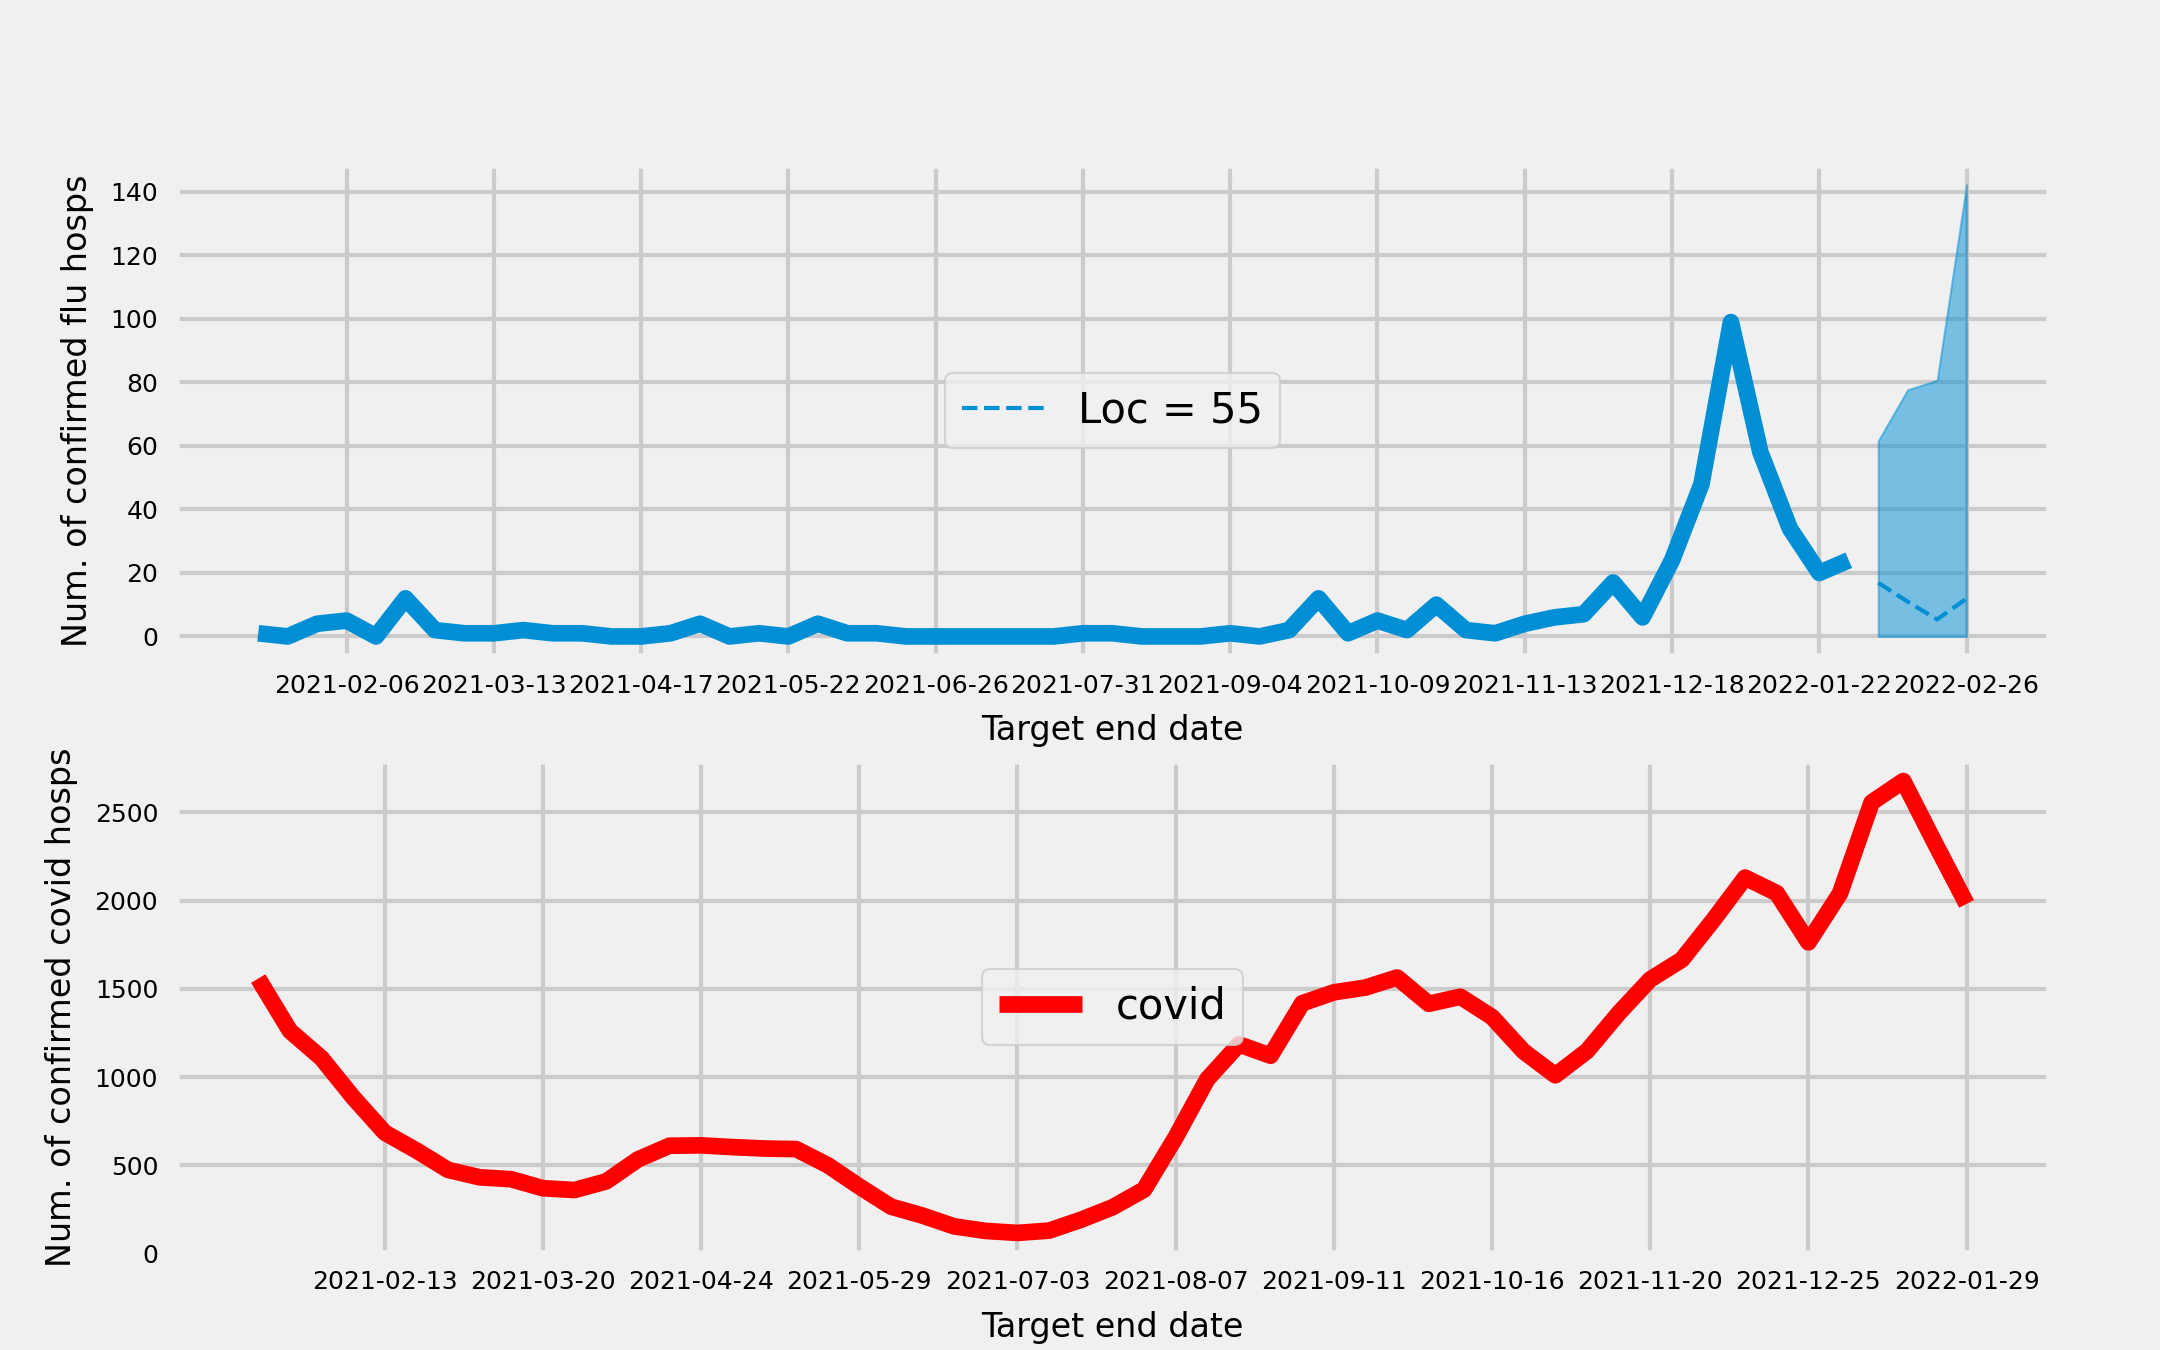 Num. of confirmed flu hosps
140
120
100
80
60
40
20
0
Loc = 55
2021-02-06 2021-03-13 2021-04-17 2021-05-22 2021-06-26 2021-07-31 2021-09-04 2021-10-09 2021-11-13 2021-12-18 2022-01-22 2022-02-26
Target end date
Num. of confirmed covid hosps
2500
2000
1500
1000
500
0
covid
2021-02-13 2021-03-20 2021-04-24 2021-05-29 2021-07-03 2021-08-07 2021-09-11 2021-10-16 2021-11-20 2021-12-25 2022-01-29
Target end date